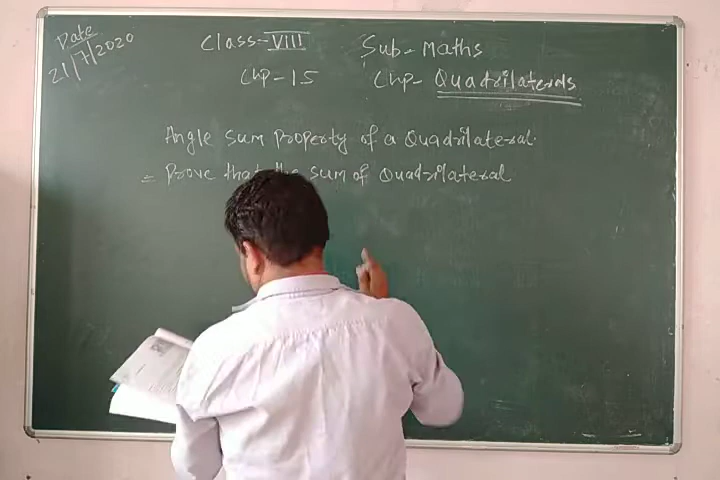 Date
21/7/2020
Class-VIII Sub- Maths
Chp-15 Chp- Quadrilaterals
Angle sum property of a Quadrilateral.
= Prove that the sum of Quadrilateral